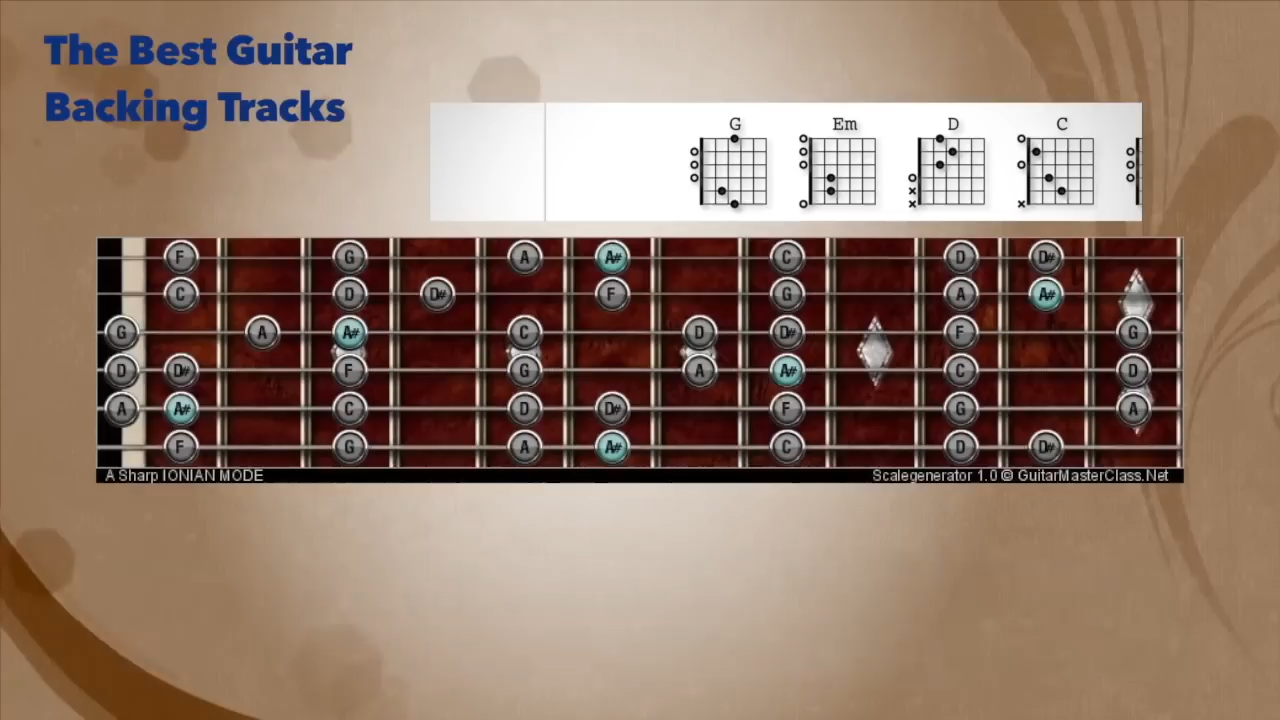 The Best Guitar
Backing Tracks
G Em D C
F G A A# C D D#
C D D# F G A A#
G A A# C D D# F G
D D# F G A A# C D
A A# C D D# F G A
F G A A# C D D#
A Sharp IONIAN MODE Scalegenerator 1.0 © GuitarMasterClass.Net